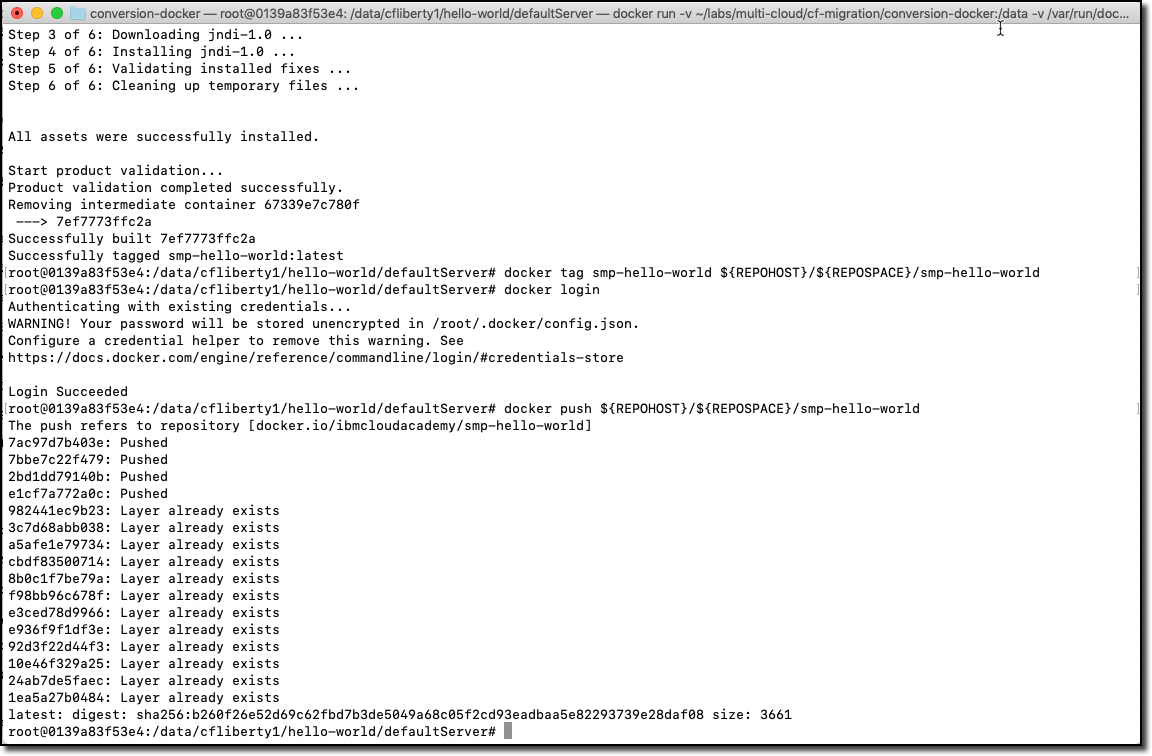 conversion-docker — root@0139a83f53e4: /data/cfliberty1/hello-world/defaultServer — docker run -v ~/labs/multi-cloud/cf-migration/conversion-docker:/data -v /var/run/doc...
Step 3 of 6: Downloading jndi-1.0 ...
Step 4 of 6: Installing jndi-1.0 ...
Step 5 of 6: Validating installed fixes ...
Step 6 of 6: Cleaning up temporary files ...
All assets were successfully installed.
Start product validation...
Product validation completed successfully.
Removing intermediate container 67339e7c780f
---> 7ef7773ffc2a
Successfully built 7ef7773ffc2a
Successfully tagged smp-hello-world:latest
[root@0139a83f53e4:/data/cfliberty1/hello-world/defaultServer# docker tag smp-hello-world ${REPOHOST}/${REPOSPACE}/smp-hello-world ]
[root@0139a83f53e4:/data/cfliberty1/hello-world/defaultServer# docker login ]
Authenticating with existing credentials...
WARNING! Your password will be stored unencrypted in /root/.docker/config.json.
Configure a credential helper to remove this warning. See
https://docs.docker.com/engine/reference/commandline/login/#credentials-store
Login Succeeded
[root@0139a83f53e4:/data/cfliberty1/hello-world/defaultServer# docker push ${REPOHOST}/${REPOSPACE}/smp-hello-world ]
The push refers to repository [docker.io/ibmcloudacademy/smp-hello-world]
7ac97d7b403e: Pushed
7bbe7c22f479: Pushed
2bd1dd79140b: Pushed
e1cf7a772a0c: Pushed
982441ec9b23: Layer already exists
3c7d68abb038: Layer already exists
a5afe1e79734: Layer already exists
cbdf83500714: Layer already exists
8b0c1f7be79a: Layer already exists
f98bb96c678f: Layer already exists
e3ced78d9966: Layer already exists
e936f9f1df3e: Layer already exists
92d3f22d44f3: Layer already exists
10e46f329a25: Layer already exists
24ab7de5faec: Layer already exists
1ea5a27b0484: Layer already exists
latest: digest: sha256:b260f26e52d69c62fbd7b3de5049a68c05f2cd93eadbaa5e82293739e28daf08 size: 3661
root@0139a83f53e4:/data/cfliberty1/hello-world/defaultServer#